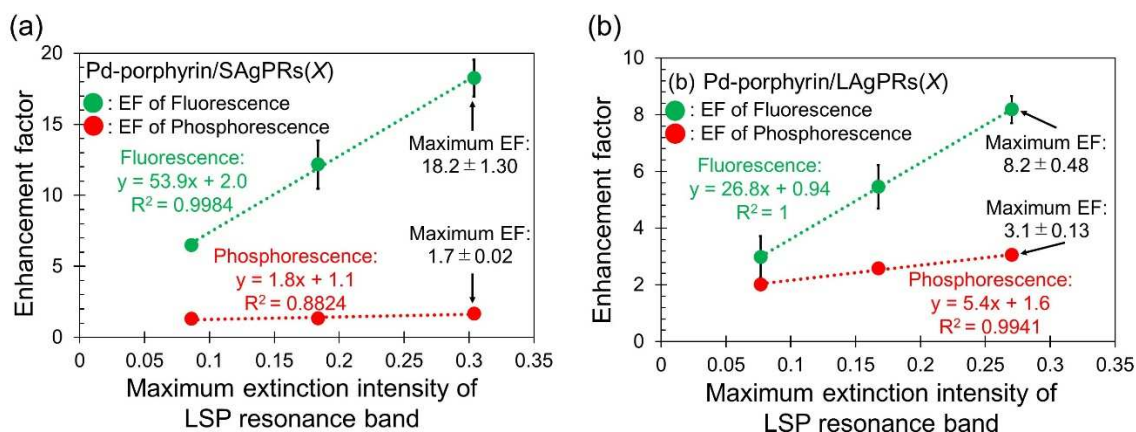 (a)
Enhancement factor
20
15
10
5
0
Pd-porphyrin/SAgPRs(X)
: EF of Fluorescence
: EF of Phosphorescence
Fluorescence:
y = 53.9x + 2.0
R² = 0.9984
Maximum EF:
18.2 ± 1.30
Maximum EF:
1.7 ± 0.02
Phosphorescence:
y = 1.8x + 1.1
R² = 0.8824
0 0.05 0.1 0.15 0.2 0.25 0.3 0.35
Maximum extinction intensity of
LSP resonance band
(b)
Enhancement factor
10
8
6
4
2
0
(b) Pd-porphyrin/LAgPRs(X)
: EF of Fluorescence
: EF of Phosphorescence
Fluorescence:
y = 26.8x + 0.94
R² = 1
Maximum EF:
8.2 ± 0.48
Maximum EF:
3.1 ± 0.13
Phosphorescence:
y = 5.4x + 1.6
R² = 0.9941
0 0.05 0.1 0.15 0.2 0.25 0.3 0.35
Maximum extinction intensity of
LSP resonance band